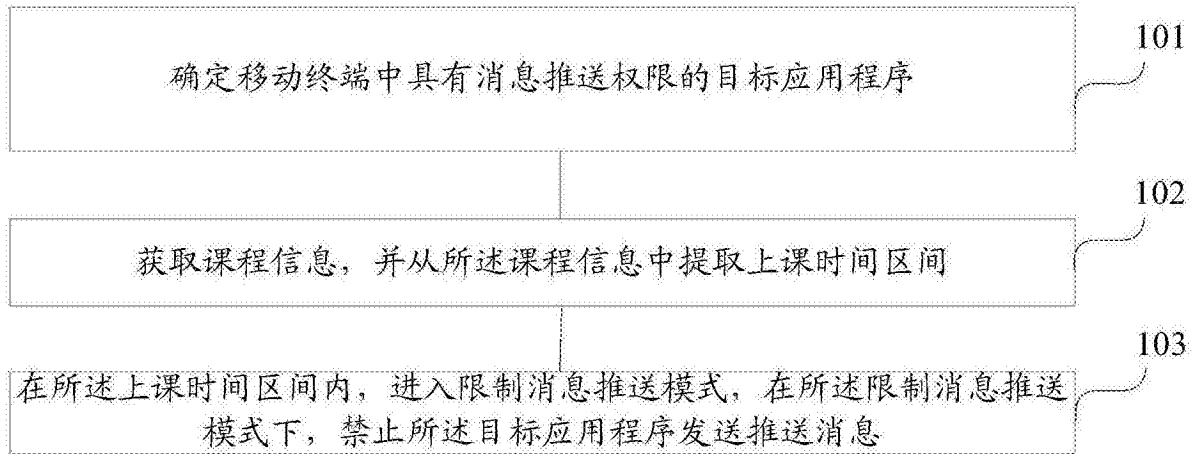 101
确定移动终端中具有消息推送权限的目标应用程序
102
获取课程信息，并从所述课程信息中提取上课时间区间
103
在所述上课时间区间内，进入限制消息推送模式，在所述限制消息推送
模式下，禁止所述目标应用程序发送推送消息